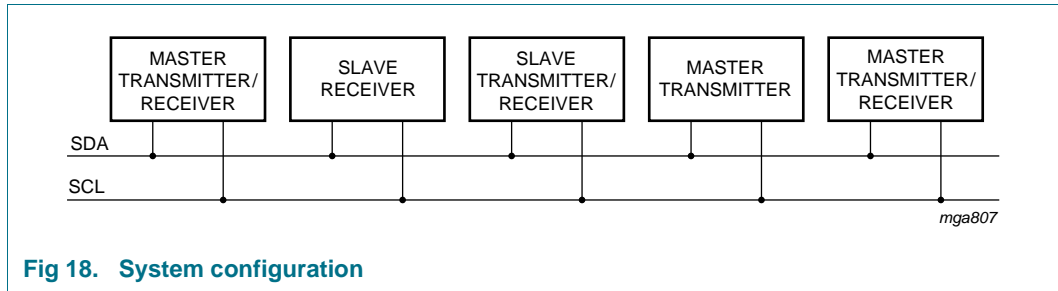 MASTER
TRANSMITTER/
RECEIVER
SLAVE
RECEIVER
SLAVE
TRANSMITTER/
RECEIVER
MASTER
TRANSMITTER
MASTER
TRANSMITTER/
RECEIVER
SDA
SCL
mga807
Fig 18. System configuration